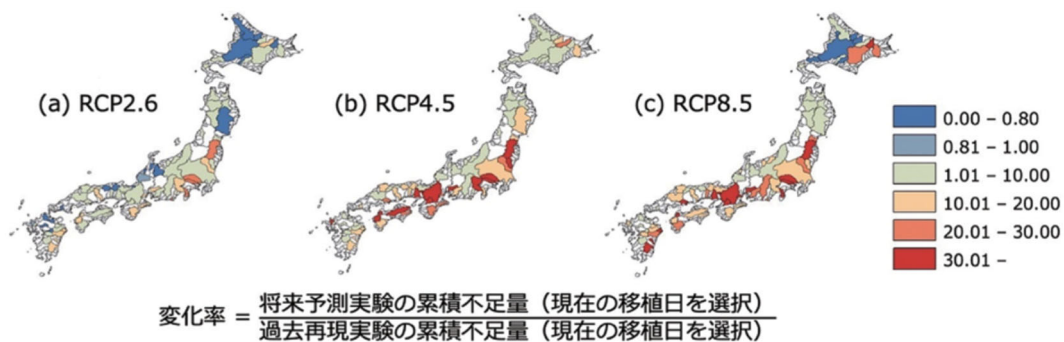 (a) RCP2.6
(b) RCP4.5
(c) RCP8.5
0.00 – 0.80
0.81 – 1.00
1.01 – 10.00
10.01 – 20.00
20.01 – 30.00
30.01 –
変化率 = 将来予測実験の累積不足量（現在の移植日を選択）
過去再現実験の累積不足量（現在の移植日を選択）